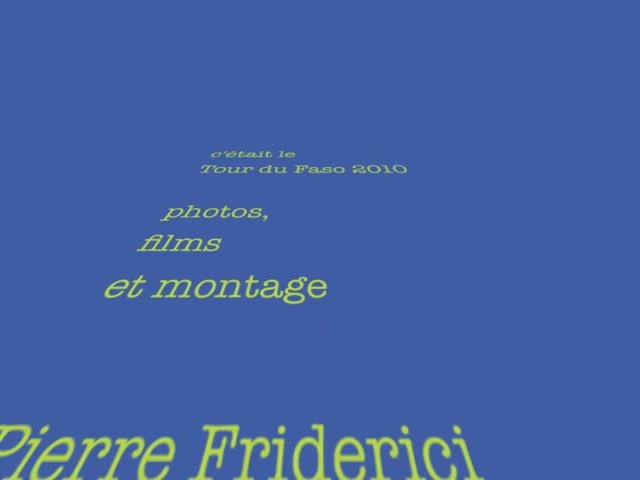 c'était le
Tour du Faso 2010
photos,
films
et montage
Pierre Friderici